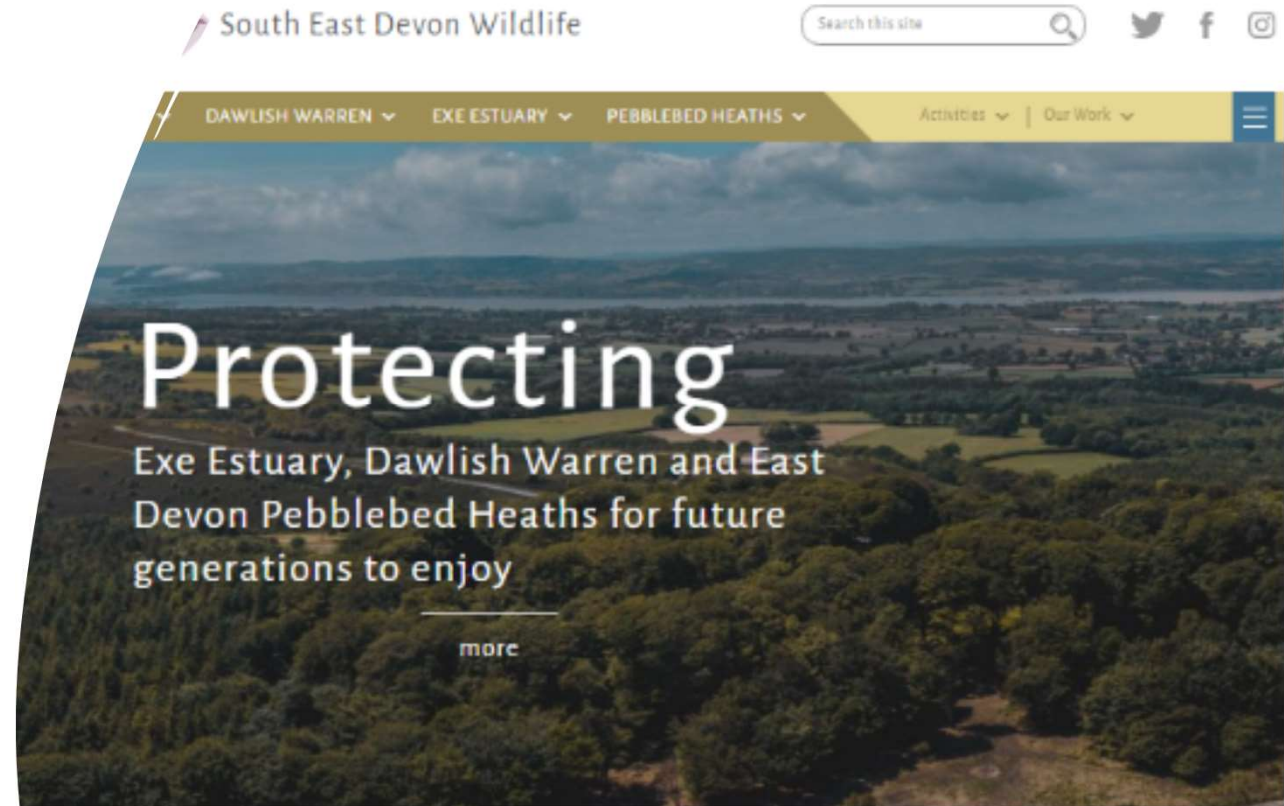 South East Devon Wildlife
Search this site
DAWLISH WARREN
EXE ESTUARY
PEBBLEBED HEATHS
Activities | Our Work
Protecting
Exe Estuary, Dawlish Warren and East
Devon Pebblebed Heaths for future
generations to enjoy
more